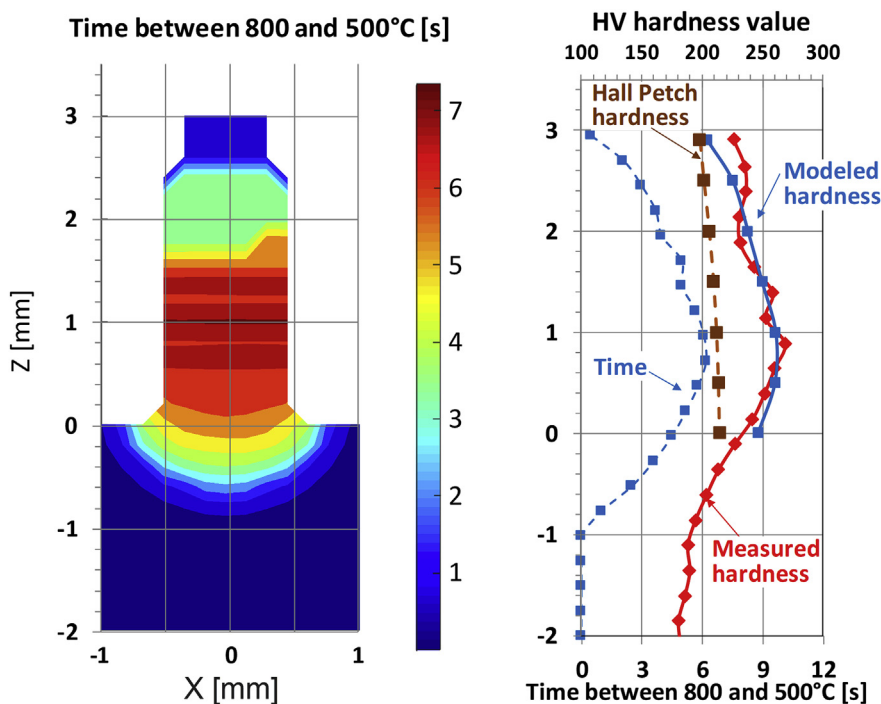 Time between 800 and 500°C [s]
3
2
1
0
-1
-2
Z [mm]
-1
0
1
X [mm]
7
6
5
4
3
2
1
HV hardness value
100
150
200
250
300
Hall Petch
hardness
Modeled
hardness
Time
Measured
hardness
3
2
1
0
-1
-2
0
3
6
9
12
Time between 800 and 500°C [s]